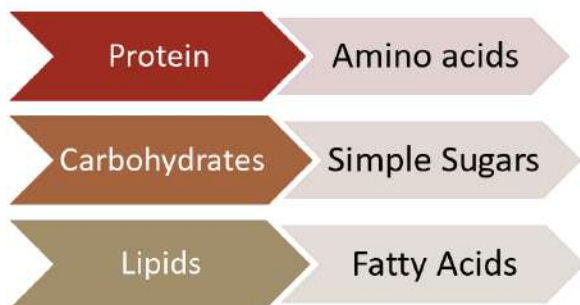 Protein
Amino acids
Carbohydrates
Simple Sugars
Lipids
Fatty Acids